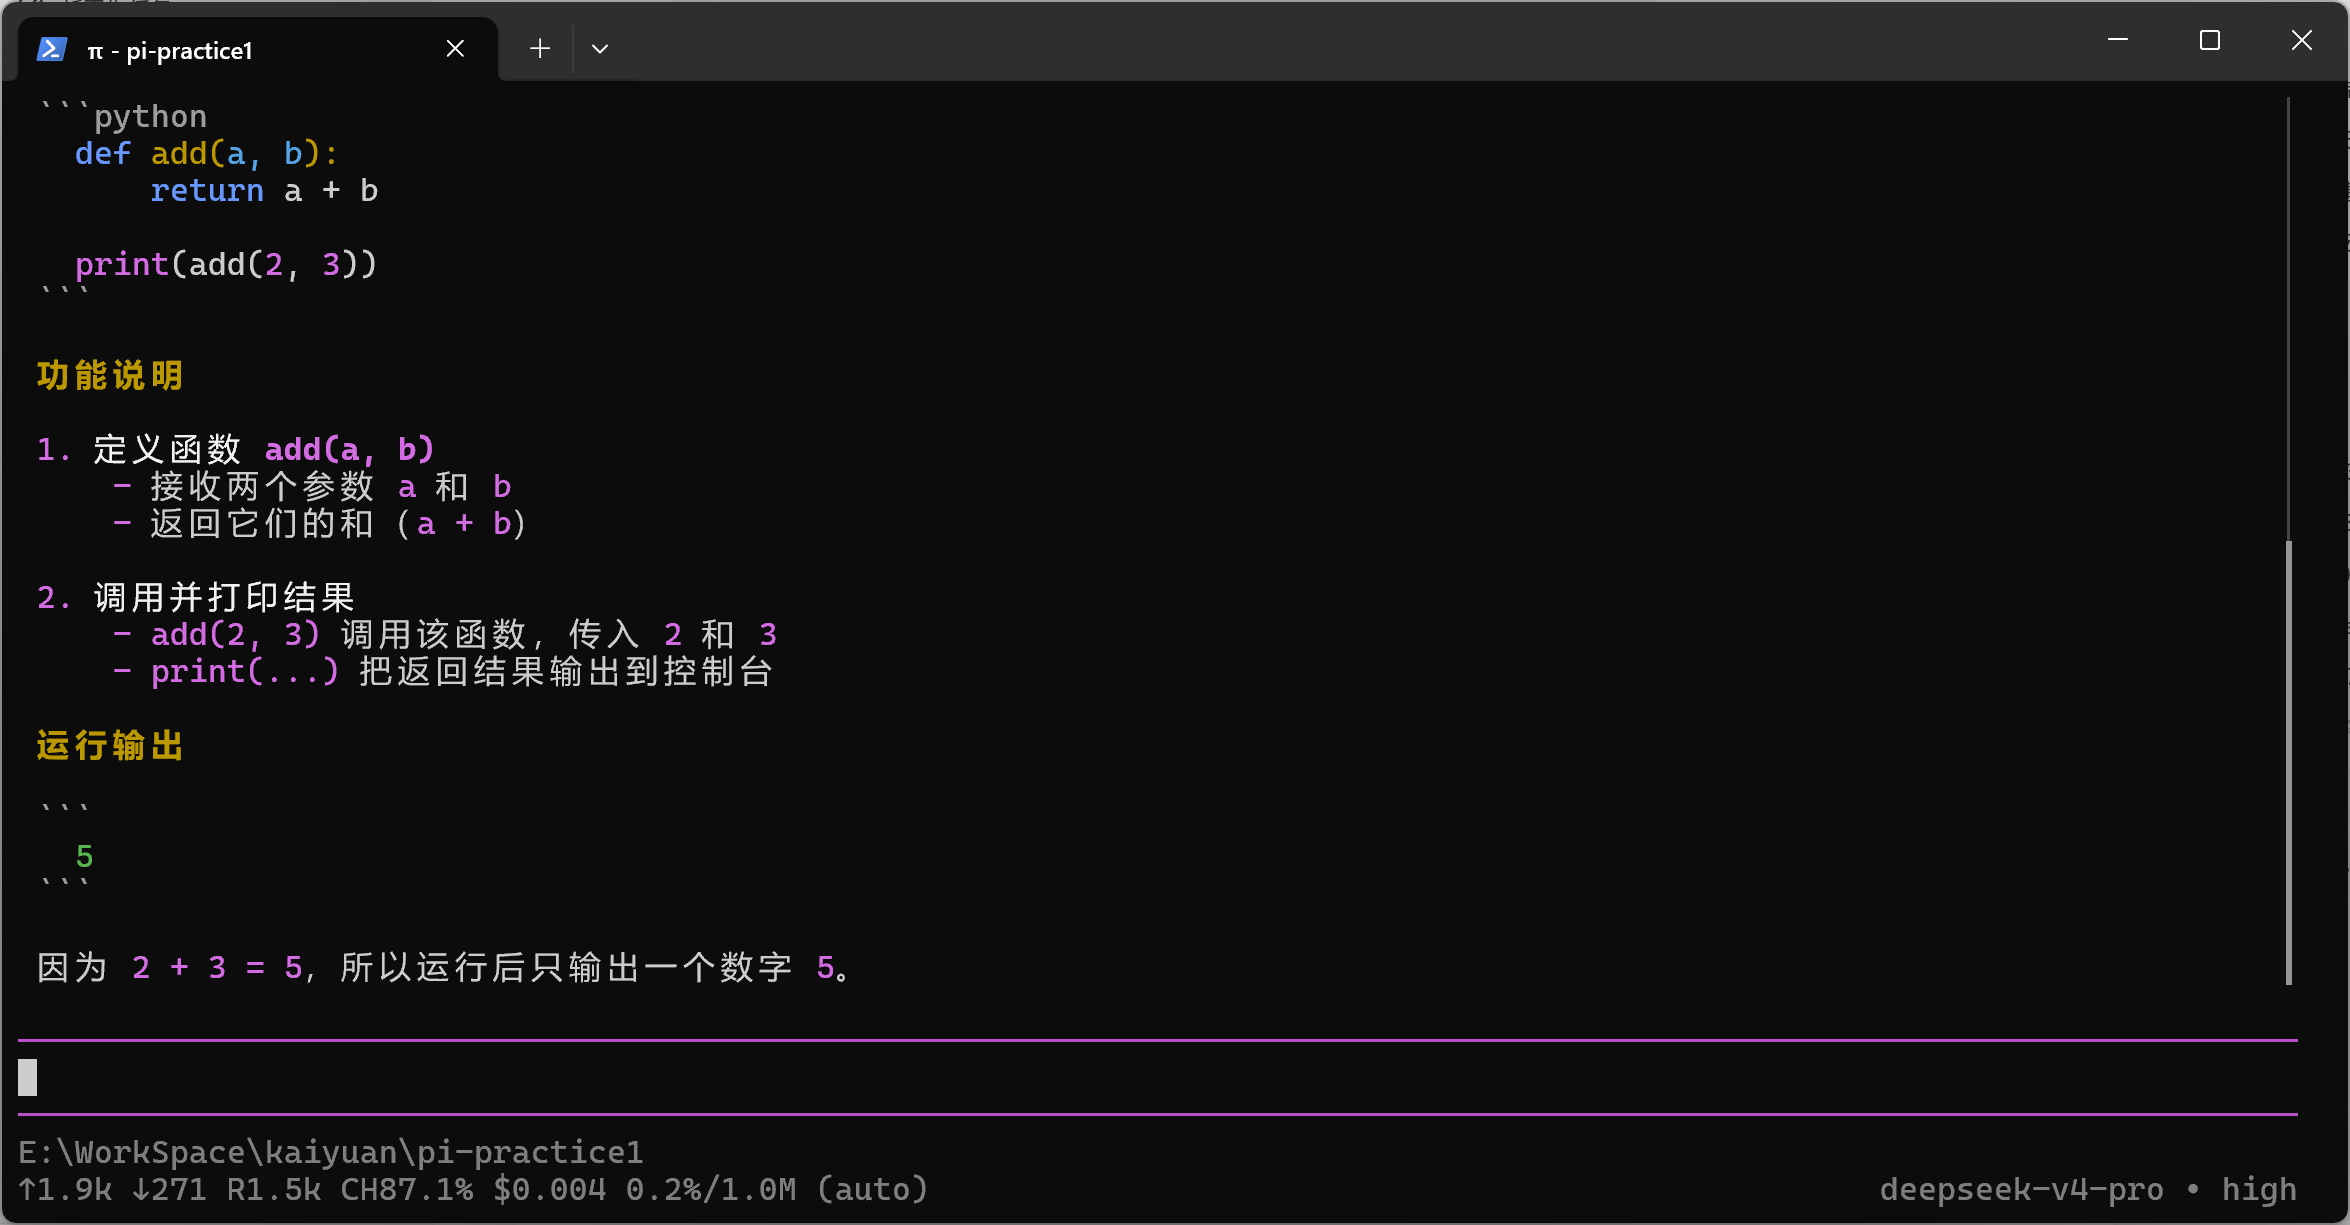 π - pi-practice1
```python
  def add(a, b):
      return a + b

  print(add(2, 3))
```

功能说明

1. 定义函数 add(a, b)
    - 接收两个参数 a 和 b
    - 返回它们的和（a + b）

2. 调用并打印结果
    - add(2, 3) 调用该函数，传入 2 和 3
    - print(...) 把返回结果输出到控制台

运行输出

```
  5
```

因为 2 + 3 = 5，所以运行后只输出一个数字 5。

E:\WorkSpace\kaiyuan\pi-practice1
↑1.9k ↓271 R1.5k CH87.1% $0.004 0.2%/1.0M (auto) deepseek-v4-pro • high